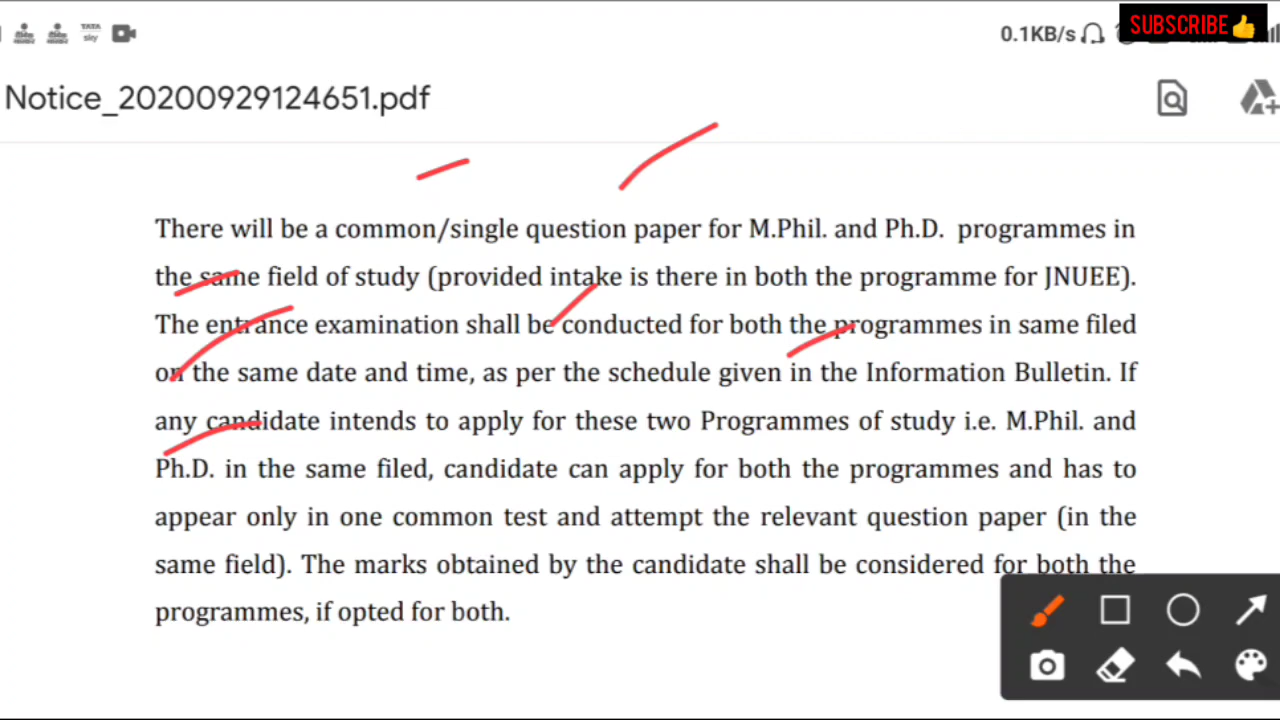 TATA
sky
0.1KB/s
SUBSCRIBE
Notice_20200929124651.pdf
There will be a common/single question paper for M.Phil. and Ph.D. programmes in
the same field of study (provided intake is there in both the programme for JNUEE).
The entrance examination shall be conducted for both the programmes in same filed
on the same date and time, as per the schedule given in the Information Bulletin. If
any candidate intends to apply for these two Programmes of study i.e. M.Phil. and
Ph.D. in the same filed, candidate can apply for both the programmes and has to
appear only in one common test and attempt the relevant question paper (in the
same field). The marks obtained by the candidate shall be considered for both the
programmes, if opted for both.